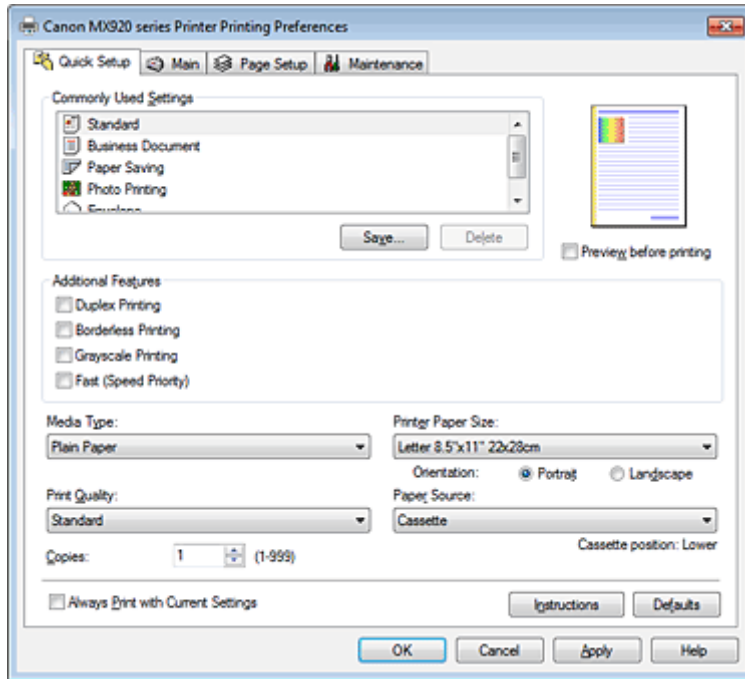 Canon MX920 series Printer Printing Preferences
Quick Setup Main Page Setup Maintenance
Commonly Used Settings
Standard
Business Document
Paper Saving
Photo Printing
Envelope
Save... Delete
Preview before printing
Additional Features
Duplex Printing
Borderless Printing
Grayscale Printing
Fast (Speed Priority)
Media Type:
Plain Paper
Printer Paper Size:
Letter 8.5"x11" 22x28cm
Orientation: Portrait Landscape
Print Quality:
Standard
Paper Source:
Cassette
Cassette position: Lower
Copies: 1 (1-999)
Always Print with Current Settings
Instructions Defaults
OK Cancel Apply Help